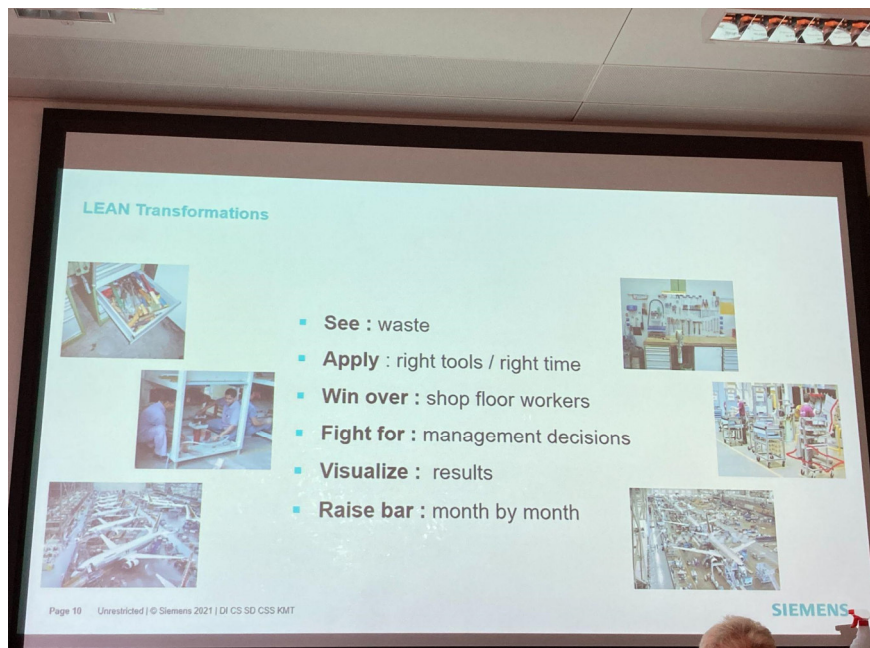 LEAN Transformations
See : waste
Apply : right tools / right time
Win over : shop floor workers
Fight for : management decisions
Visualize : results
Raise bar : month by month
Page 10 Unrestricted | © Siemens 2021 | DI CS SD CSS KMT
SIEMENS